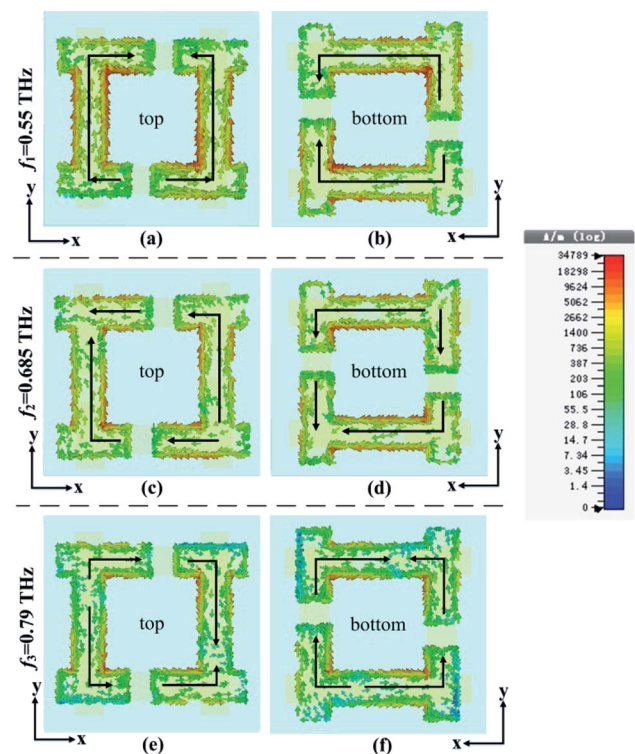 f₁=0.55 THz
top
bottom
y
x
(a)
y
x
(b)
f₂=0.685 THz
top
bottom
y
x
(c)
y
x
(d)
f₃=0.79 THz
top
bottom
y
x
(e)
y
x
(f)
A/m (log)
34789
18298
9624
5062
2662
1400
736
387
203
106
55.5
28.8
14.7
7.34
3.45
1.4
0